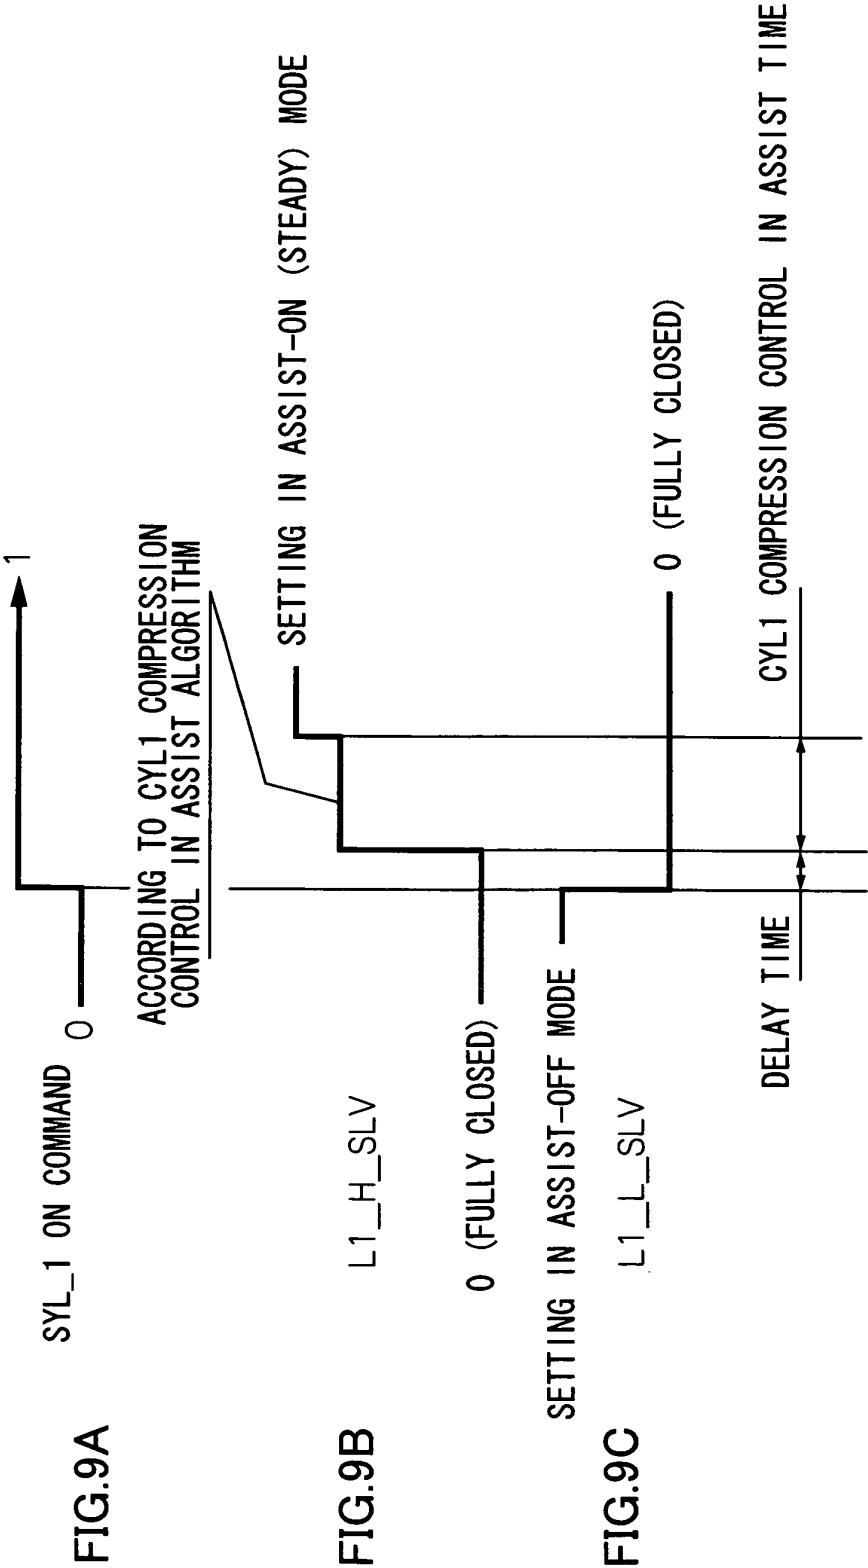 FIG.9A
SYL_1 ON COMMAND
0
1
ACCORDING TO CYL1 COMPRESSION
CONTROL IN ASSIST ALGORITHM
FIG.9B
L1_H_SLV
SETTING IN ASSIST-ON (STEADY) MODE
0 (FULLY CLOSED)
SETTING IN ASSIST-OFF MODE
FIG.9C
L1_L_SLV
0 (FULLY CLOSED)
DELAY TIME
CYL1 COMPRESSION CONTROL IN ASSIST TIME